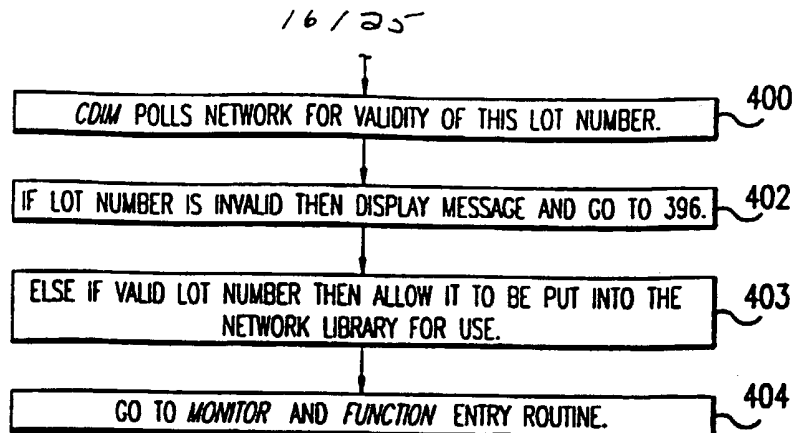 16/25
CDIM POLLS NETWORK FOR VALIDITY OF THIS LOT NUMBER.
400
IF LOT NUMBER IS INVALID THEN DISPLAY MESSAGE AND GO TO 396.
402
ELSE IF VALID LOT NUMBER THEN ALLOW IT TO BE PUT INTO THE
NETWORK LIBRARY FOR USE.
403
GO TO MONITOR AND FUNCTION ENTRY ROUTINE.
404